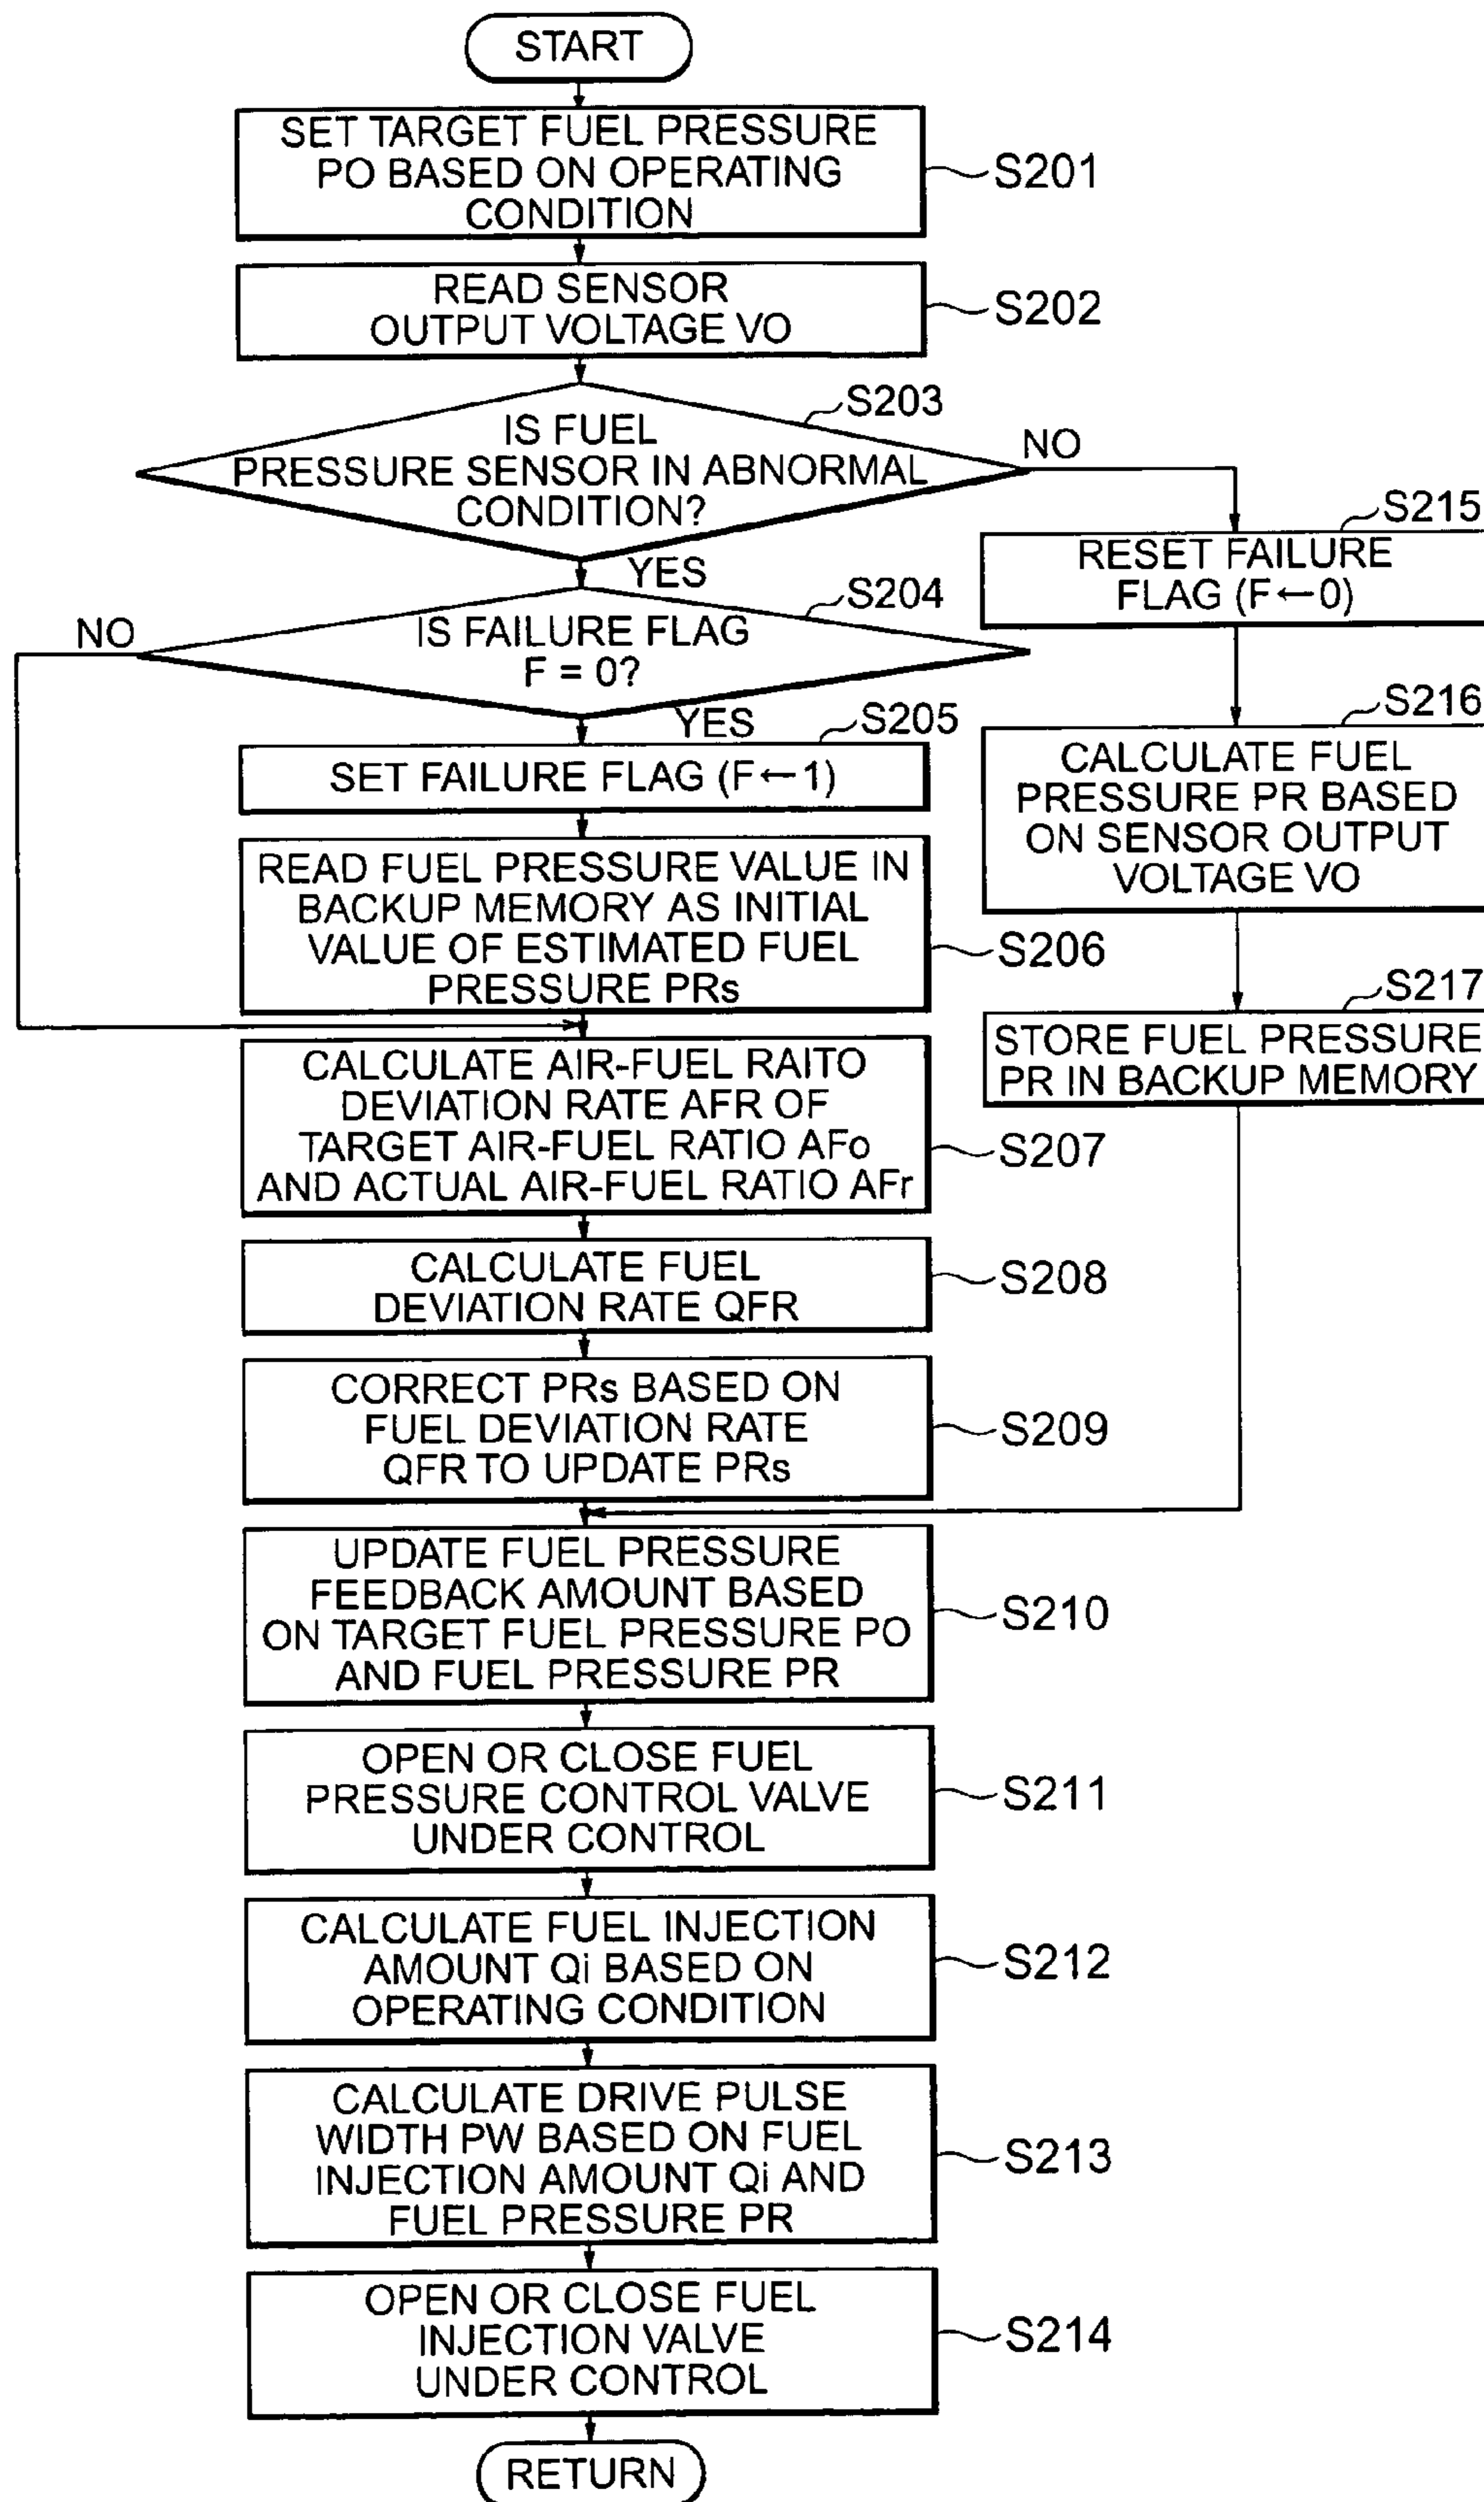 START
SET TARGET FUEL PRESSURE
PO BASED ON OPERATING
CONDITION
S201
READ SENSOR
OUTPUT VOLTAGE VO
S202
S203
IS FUEL
PRESSURE SENSOR IN ABNORMAL
CONDITION?
NO
YES
S215
RESET FAILURE
FLAG (F←0)
S204
IS FAILURE FLAG
F = 0?
NO
YES
S205
SET FAILURE FLAG (F←1)
S216
CALCULATE FUEL
PRESSURE PR BASED
ON SENSOR OUTPUT
VOLTAGE VO
READ FUEL PRESSURE VALUE IN
BACKUP MEMORY AS INITIAL
VALUE OF ESTIMATED FUEL
PRESSURE PRs
S206
S217
STORE FUEL PRESSURE
PR IN BACKUP MEMORY
CALCULATE AIR-FUEL RAITO
DEVIATION RATE AFR OF
TARGET AIR-FUEL RATIO AFo
AND ACTUAL AIR-FUEL RATIO AFr
S207
CALCULATE FUEL
DEVIATION RATE QFR
S208
CORRECT PRs BASED ON
FUEL DEVIATION RATE
QFR TO UPDATE PRs
S209
UPDATE FUEL PRESSURE
FEEDBACK AMOUNT BASED
ON TARGET FUEL PRESSURE PO
AND FUEL PRESSURE PR
S210
OPEN OR CLOSE FUEL
PRESSURE CONTROL VALVE
UNDER CONTROL
S211
CALCULATE FUEL INJECTION
AMOUNT Qi BASED ON
OPERATING CONDITION
S212
CALCULATE DRIVE PULSE
WIDTH PW BASED ON FUEL
INJECTION AMOUNT Qi AND
FUEL PRESSURE PR
S213
OPEN OR CLOSE FUEL
INJECTION VALVE
UNDER CONTROL
S214
RETURN